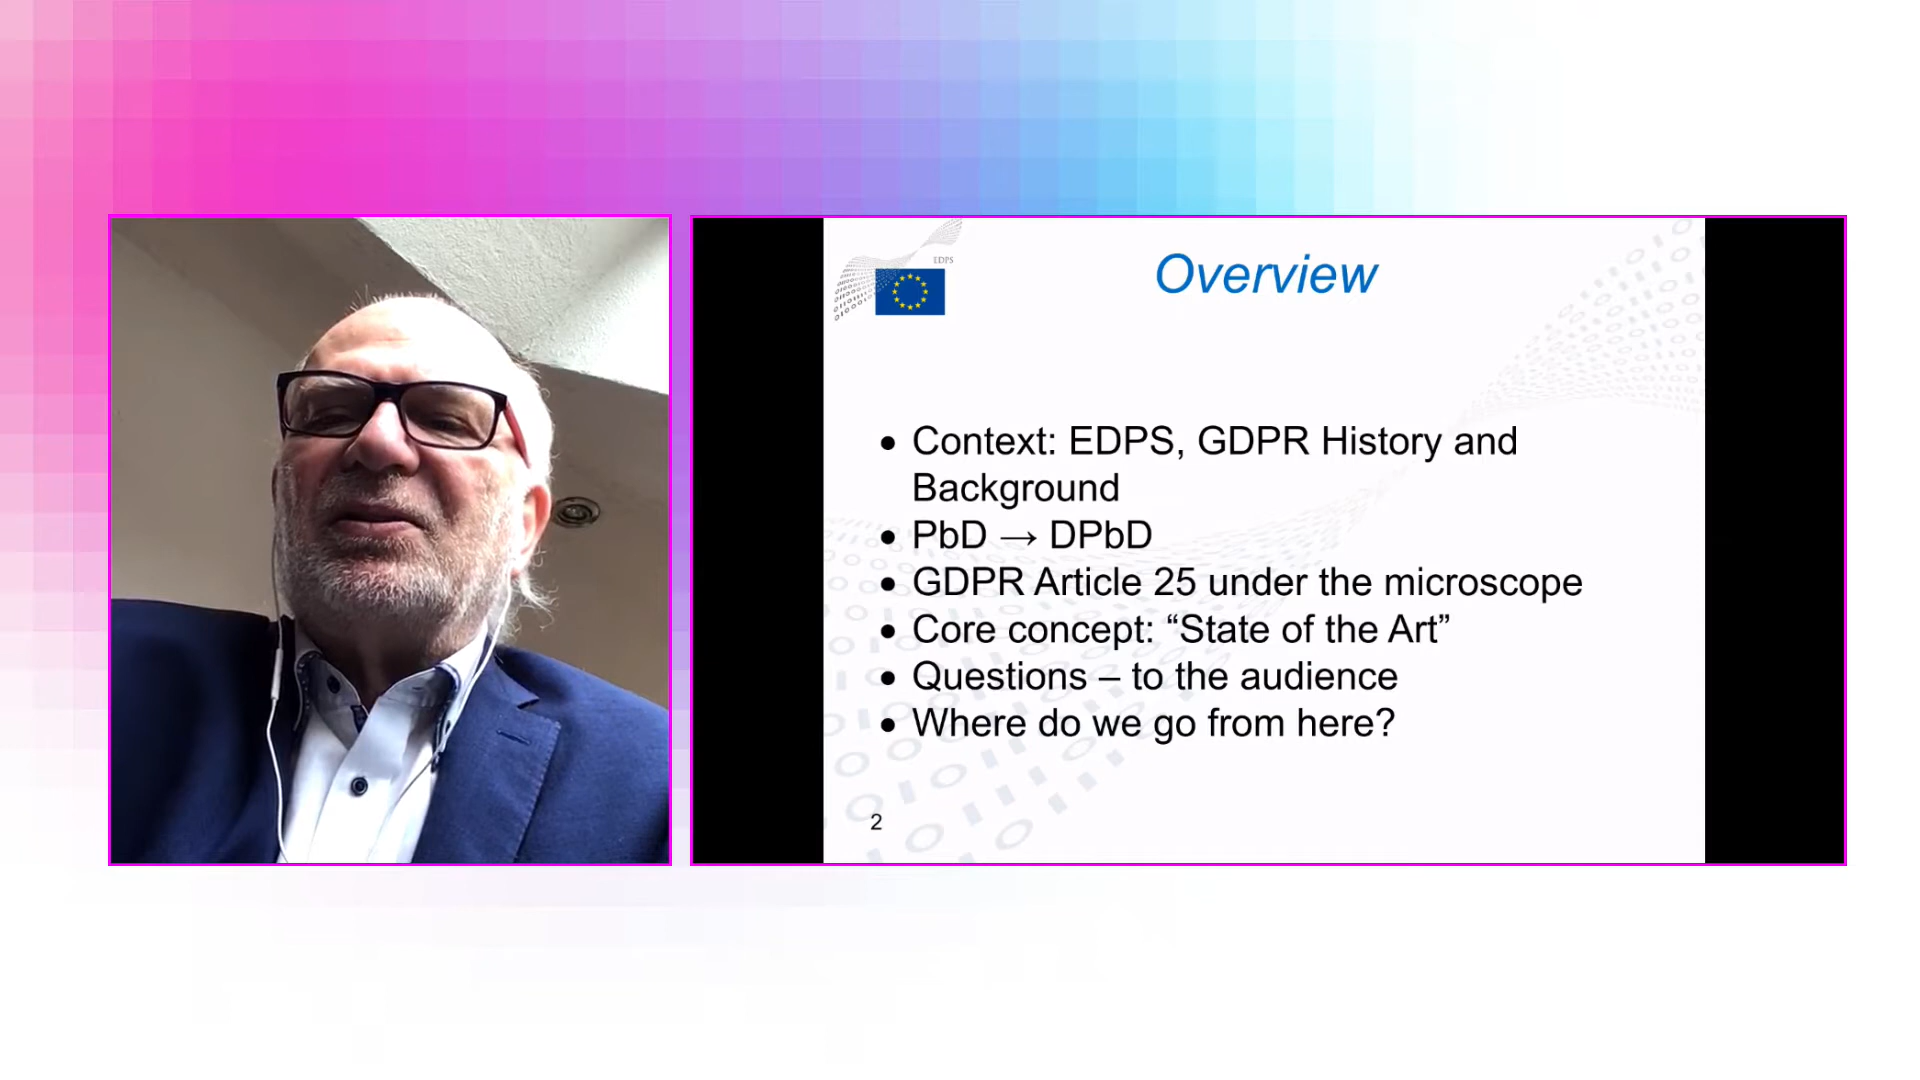 EDPS
Overview
• Context: EDPS, GDPR History and
Background
• PbD → DPbD
• GDPR Article 25 under the microscope
• Core concept: “State of the Art”
• Questions – to the audience
• Where do we go from here?
2